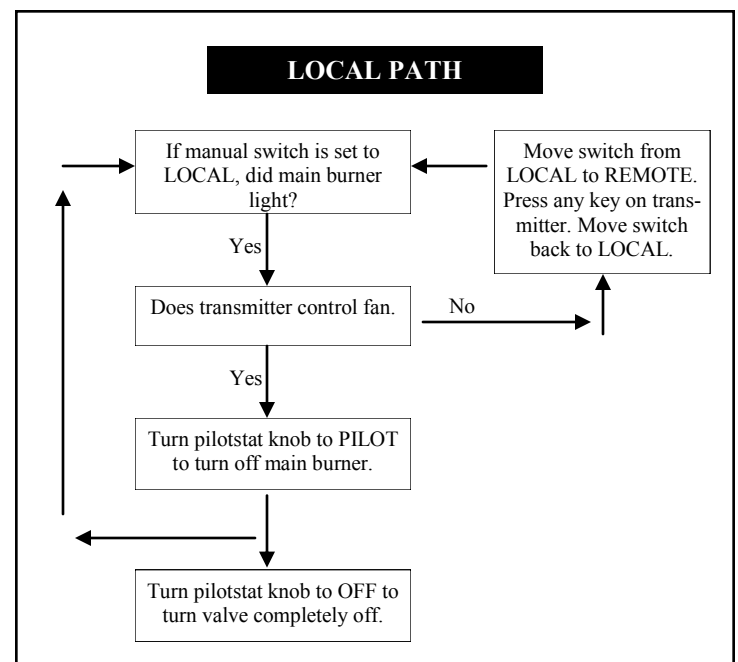 LOCAL PATH
If manual switch is set to
LOCAL, did main burner
light?
Move switch from
LOCAL to REMOTE.
Press any key on trans-
mitter. Move switch
back to LOCAL.
Yes
Does transmitter control fan.
No
Yes
Turn pilotstat knob to PILOT
to turn off main burner.
Turn pilotstat knob to OFF to
turn valve completely off.